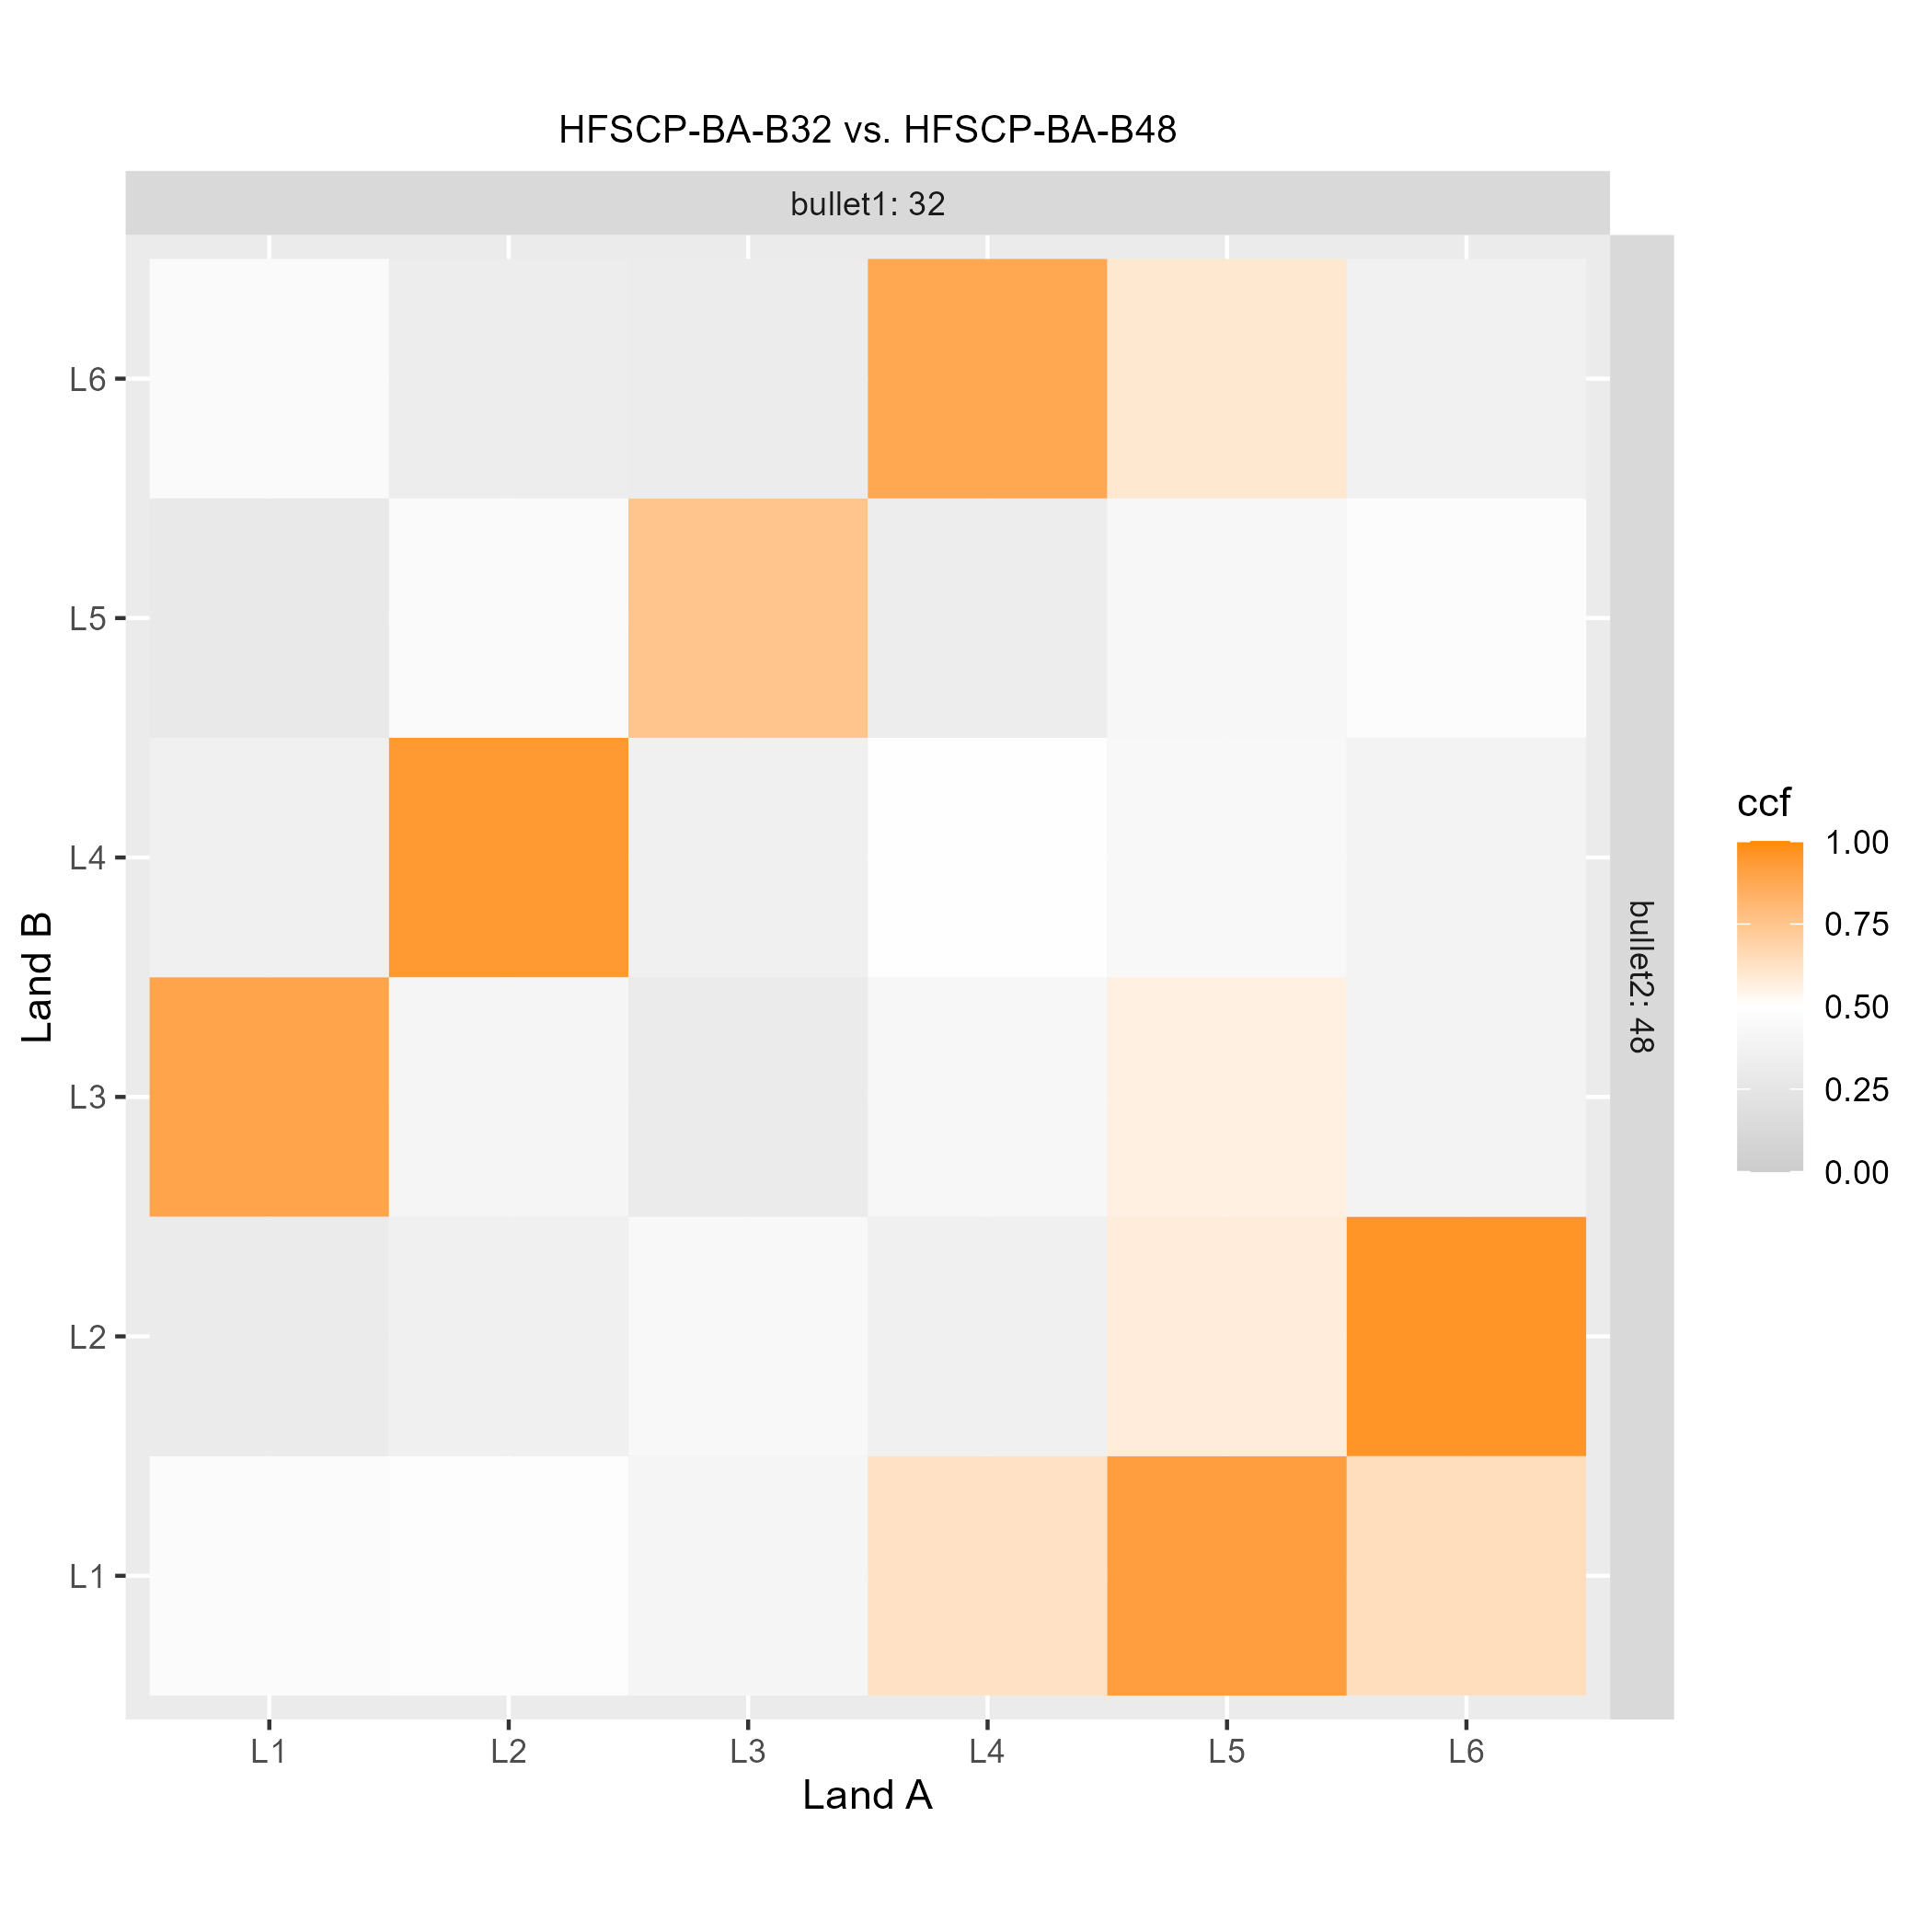 HFSCP-BA-B32 vs. HFSCP-BA-B48
bullet1: 32
L6
L5
L4
L3
L2
L1
Land B
bullet2: 48
ccf
1.00
0.75
0.50
0.25
0.00
L1 L2 L3 L4 L5 L6
Land A